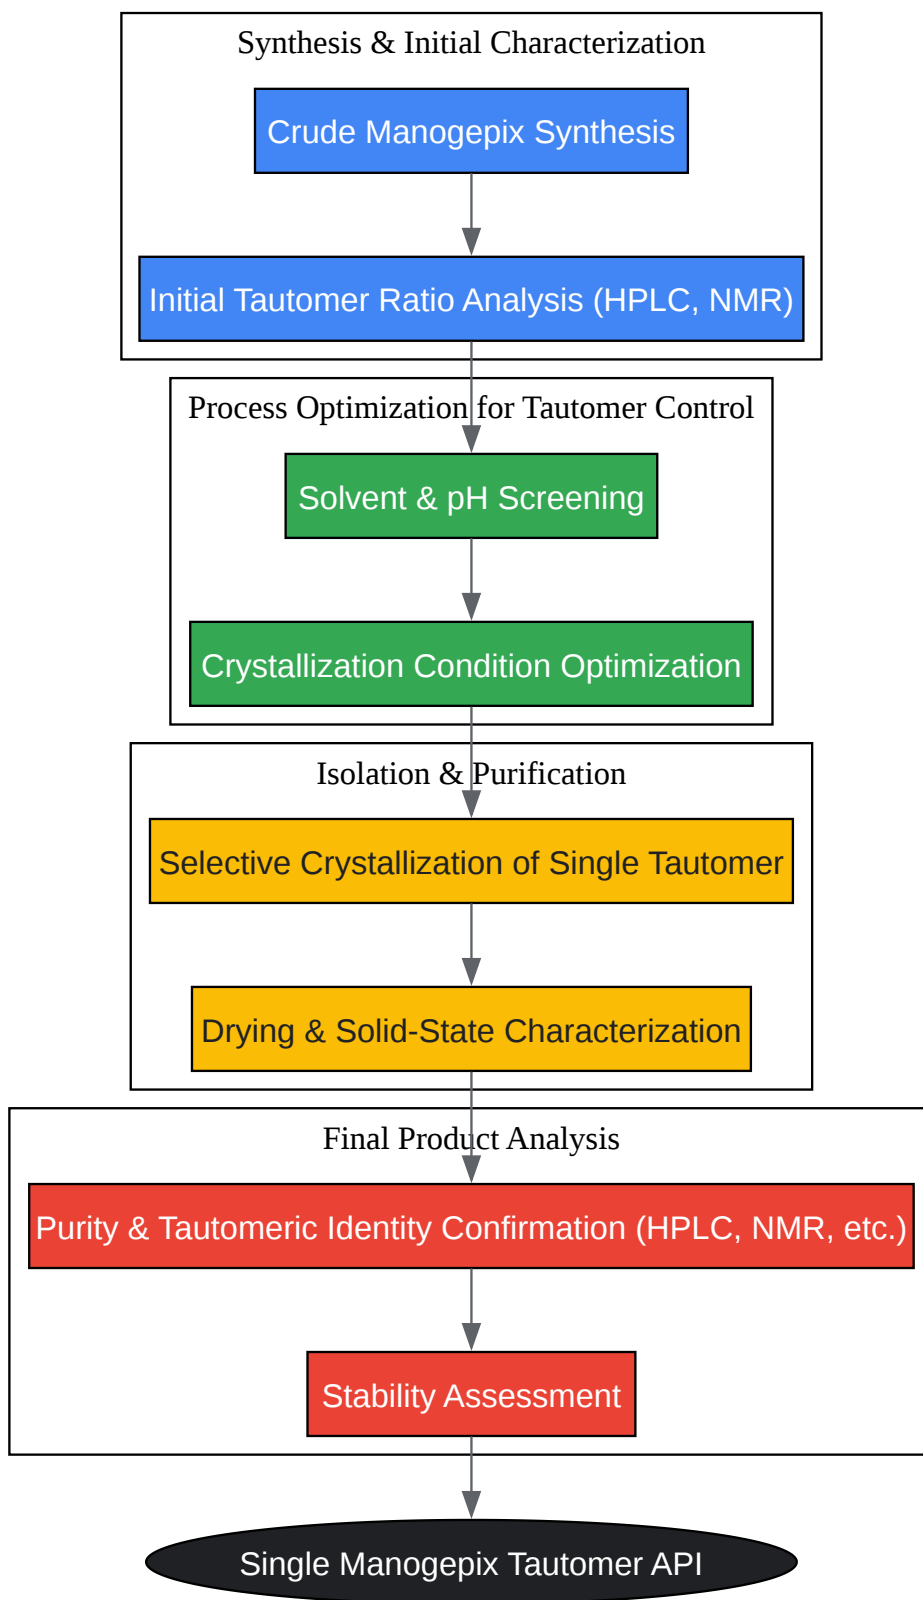 Synthesis & Initial Characterization
Crude Manogepix Synthesis
Initial Tautomer Ratio Analysis (HPLC, NMR)
Process Optimization for Tautomer Control
Solvent & pH Screening
Crystallization Condition Optimization
Isolation & Purification
Selective Crystallization of Single Tautomer
Drying & Solid-State Characterization
Final Product Analysis
Purity & Tautomeric Identity Confirmation (HPLC, NMR, etc.)
Stability Assessment
Single Manogepix Tautomer API